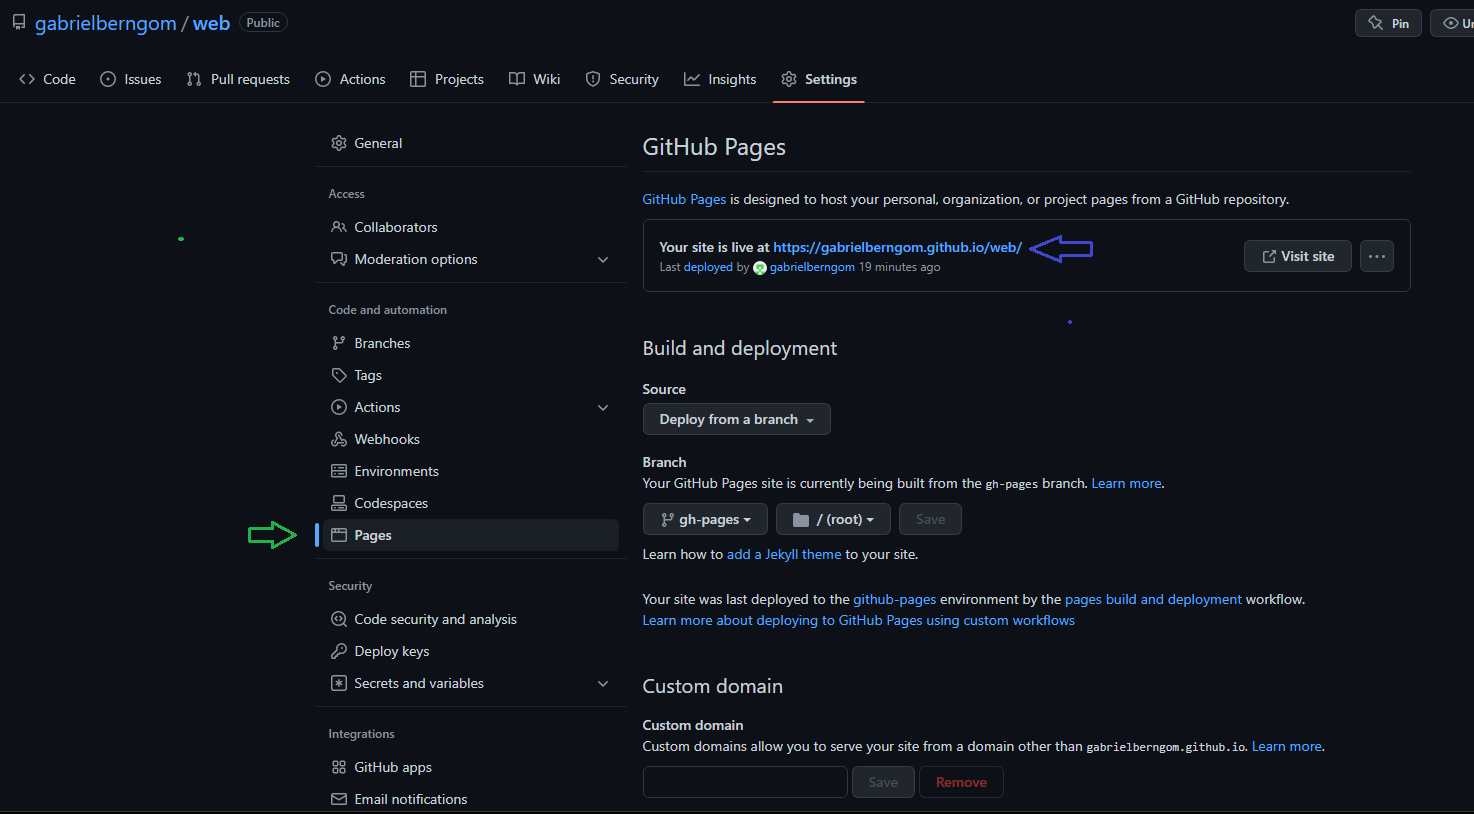 gabrielberngom / web Public
Pin
Code Issues Pull requests Actions Projects Wiki Security Insights Settings
General
Access
Collaborators
Moderation options
Code and automation
Branches
Tags
Actions
Webhooks
Environments
Codespaces
Pages
Security
Code security and analysis
Deploy keys
Secrets and variables
Integrations
GitHub apps
Email notifications
GitHub Pages
GitHub Pages is designed to host your personal, organization, or project pages from a GitHub repository.
Your site is live at https://gabrielberngom.github.io/web/
Last deployed by gabrielberngom 19 minutes ago
Visit site
Build and deployment
Source
Deploy from a branch
Branch
Your GitHub Pages site is currently being built from the gh-pages branch. Learn more.
gh-pages / (root) Save
Learn how to add a Jekyll theme to your site.
Your site was last deployed to the github-pages environment by the pages build and deployment workflow.
Learn more about deploying to GitHub Pages using custom workflows
Custom domain
Custom domain
Custom domains allow you to serve your site from a domain other than gabrielberngom.github.io. Learn more.
Save Remove